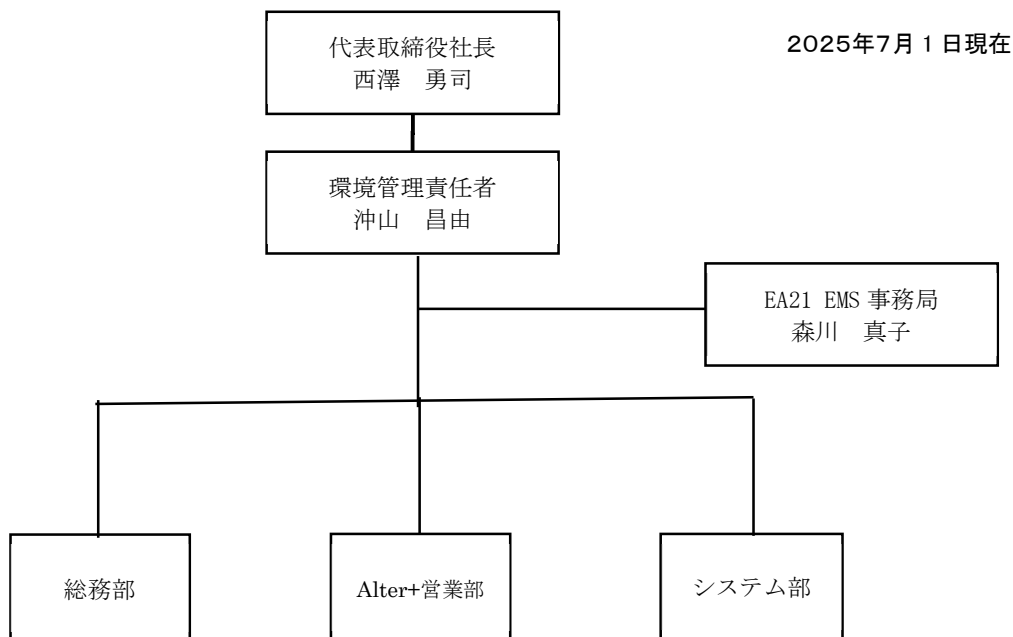 2025年7月１日現在
代表取締役社長
西澤　勇司
環境管理責任者
沖山　昌由
EA21 EMS 事務局
森川　真子
総務部
Alter+営業部
システム部